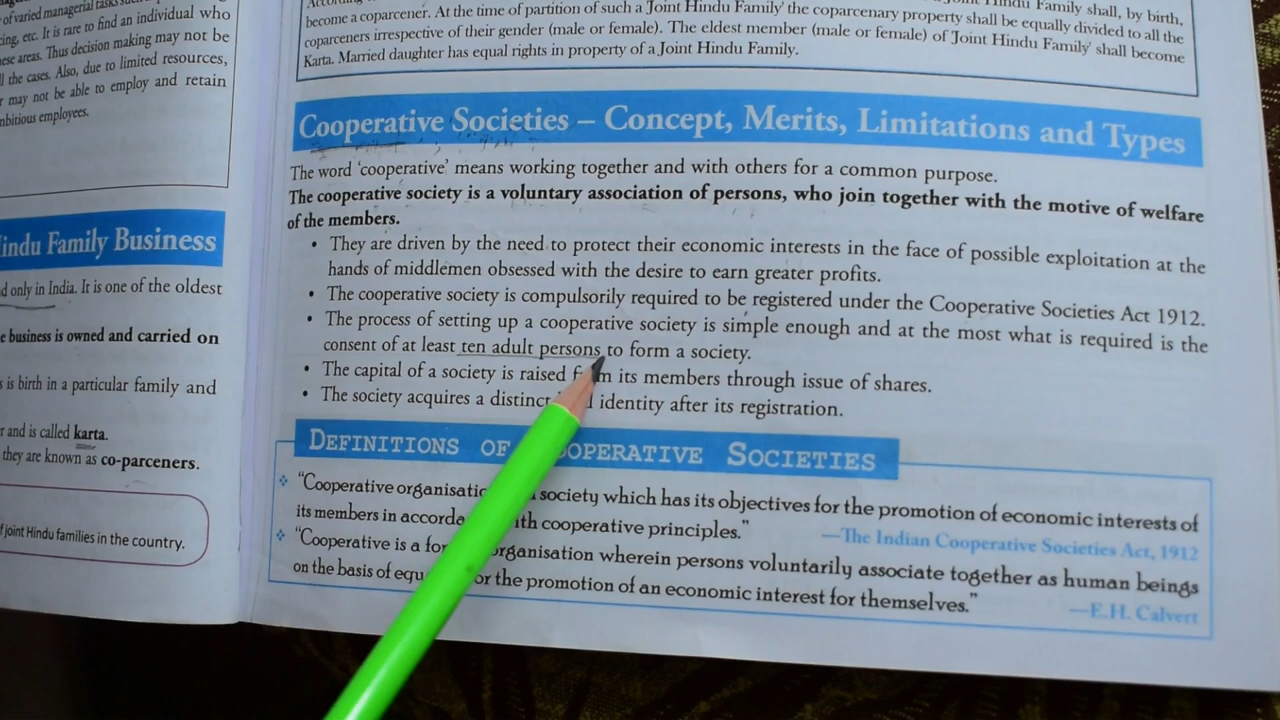 of varied managerial tasks
ing, etc. It is rare to find an individual who
these areas. Thus decision making may not be
ll the cases. Also, due to limited resources,
r may not be able to employ and retain
mbitious employees.
Hindu Family Business
d only in India. It is one of the oldest
e business is owned and carried on
s is birth in a particular family and
r and is called karta.
they are known as co-parceners.
f joint Hindu families in the country.
Hindu Family shall, by birth,
become a coparcener. At the time of partition of such a 'Joint Hindu Family' the coparcenary property shall be equally divided to all the
coparceners irrespective of their gender (male or female). The eldest member (male or female) of 'Joint Hindu Family' shall become
Karta. Married daughter has equal rights in property of a Joint Hindu Family.
Cooperative Societies – Concept, Merits, Limitations and Types
The word 'cooperative' means working together and with others for a common purpose.
The cooperative society is a voluntary association of persons, who join together with the motive of welfare
of the members.
• They are driven by the need to protect their economic interests in the face of possible exploitation at the
hands of middlemen obsessed with the desire to earn greater profits.
• The cooperative society is compulsorily required to be registered under the Cooperative Societies Act 1912.
• The process of setting up a cooperative society is simple enough and at the most what is required is the
consent of at least ten adult persons to form a society.
• The capital of a society is raised from its members through issue of shares.
• The society acquires a distinct identity after its registration.
DEFINITIONS OF COOPERATIVE SOCIETIES
"Cooperative organisation society which has its objectives for the promotion of economic interests of
its members in accordance with cooperative principles."
—The Indian Cooperative Societies Act, 1912
"Cooperative is a form organisation wherein persons voluntarily associate together as human beings
on the basis of equ for the promotion of an economic interest for themselves."
—E.H. Calvert